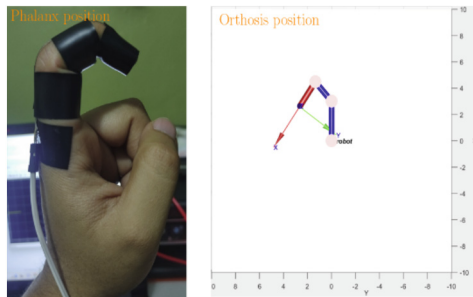 Phalanx position
Orthosis position
10
8
6
4
2
0
-2
-4
-6
-8
-10
X
Y
robot
0 8 6 4 2 0 -2 -4 -6 -8 -10
Y